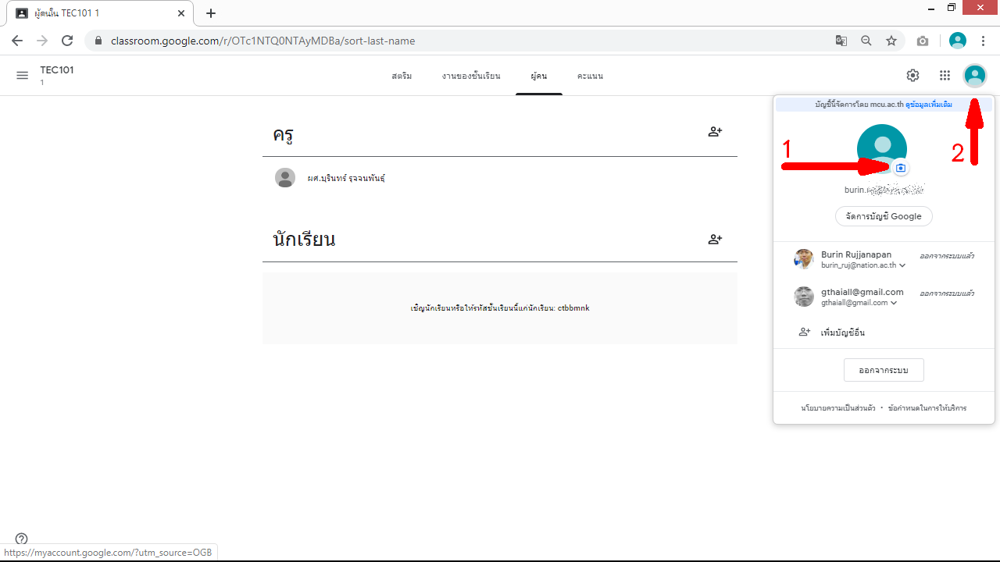 ผู้คนใน TEC101 1
classroom.google.com/r/OTc1NTQ0NTAyMDBa/sort-last-name
TEC101
1
สตรีม งานของชั้นเรียน ผู้คน คะแนน
บัญชีนี้จัดการโดย mcu.ac.th ดูข้อมูลเพิ่มเติม
ครู
1
2
ผศ.บุรินทร์ รุจจนพันธุ์
burin.
จัดการบัญชี Google
นักเรียน
Burin Rujjanapan ออกจากระบบแล้ว
burin_ruj@nation.ac.th
gthaiall@gmail.com ออกจากระบบแล้ว
gthaiall@gmail.com
เชิญนักเรียนหรือให้รหัสชั้นเรียนนี้แก่นักเรียน: ctbbmnk
เพิ่มบัญชีอื่น
ออกจากระบบ
นโยบายความเป็นส่วนตัว • ข้อกำหนดในการให้บริการ
https://myaccount.google.com/?utm_source=OGB